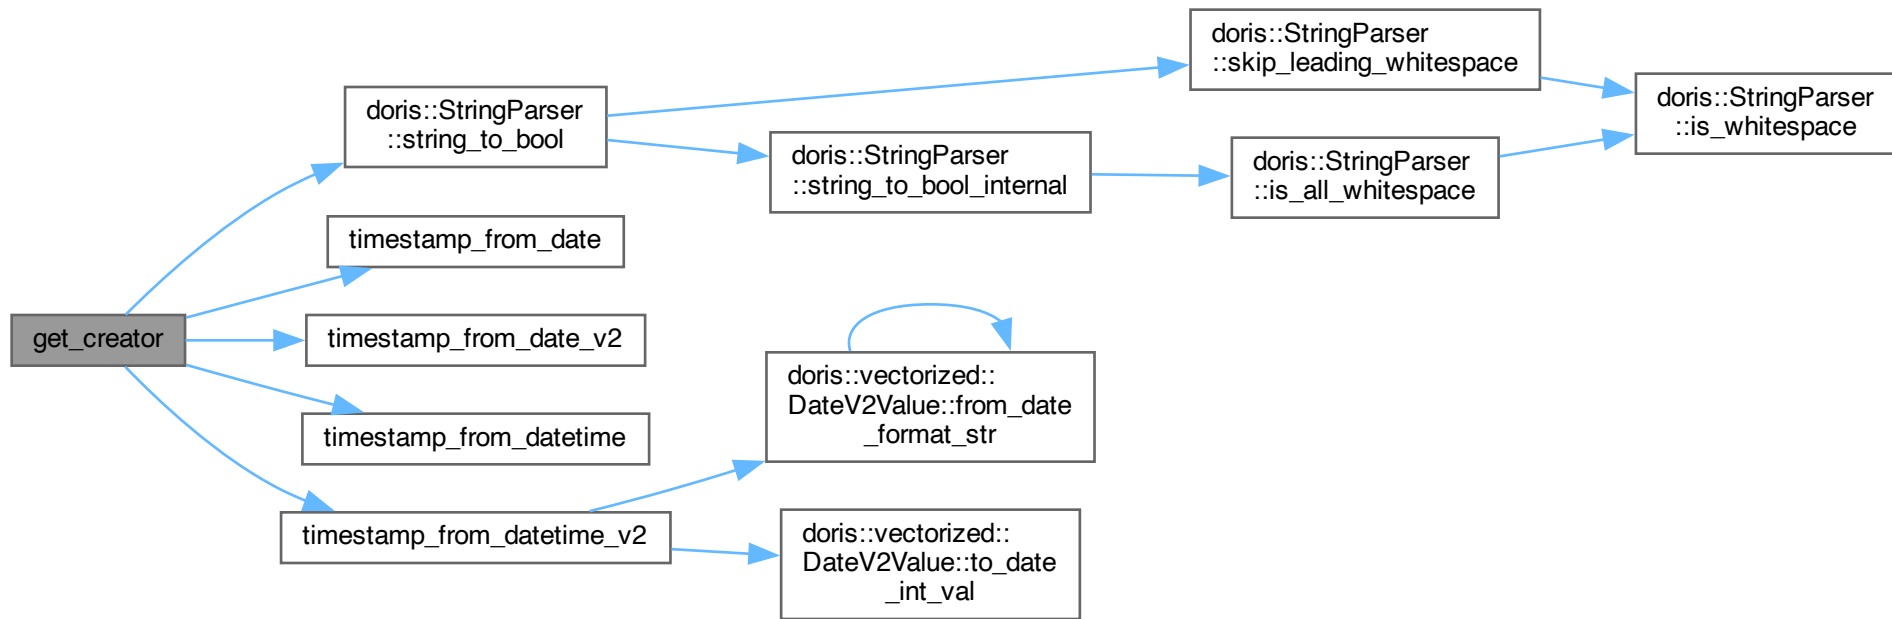 get_creator
doris::StringParser
::string_to_bool
timestamp_from_date
timestamp_from_date_v2
timestamp_from_datetime
timestamp_from_datetime_v2
doris::StringParser
::skip_leading_whitespace
doris::StringParser
::string_to_bool_internal
doris::StringParser
::is_all_whitespace
doris::StringParser
::is_whitespace
doris::vectorized::
DateV2Value::from_date
_format_str
doris::vectorized::
DateV2Value::to_date
_int_val